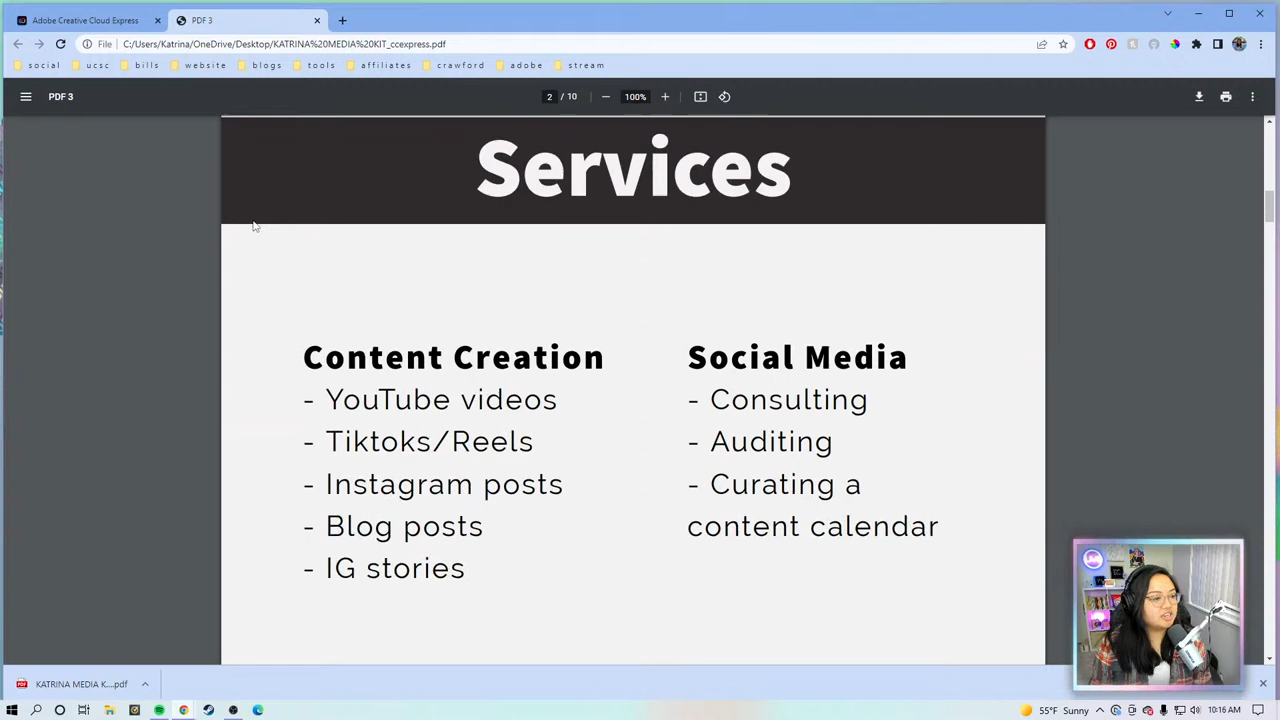 Adobe Creative Cloud Express
PDF 3
File C:/Users/Katrina/OneDrive/Desktop/KATRINA%20MEDIA%20KIT_ccexpress.pdf
social ucsc bills website blogs tools affiliates crawford adobe stream
PDF 3 2 / 10 100%
Services
Content Creation
- YouTube videos
- Tiktoks/Reels
- Instagram posts
- Blog posts
- IG stories
Social Media
- Consulting
- Auditing
- Curating a
content calendar
KATRINA MEDIA K....pdf
55°F Sunny 10:16 AM